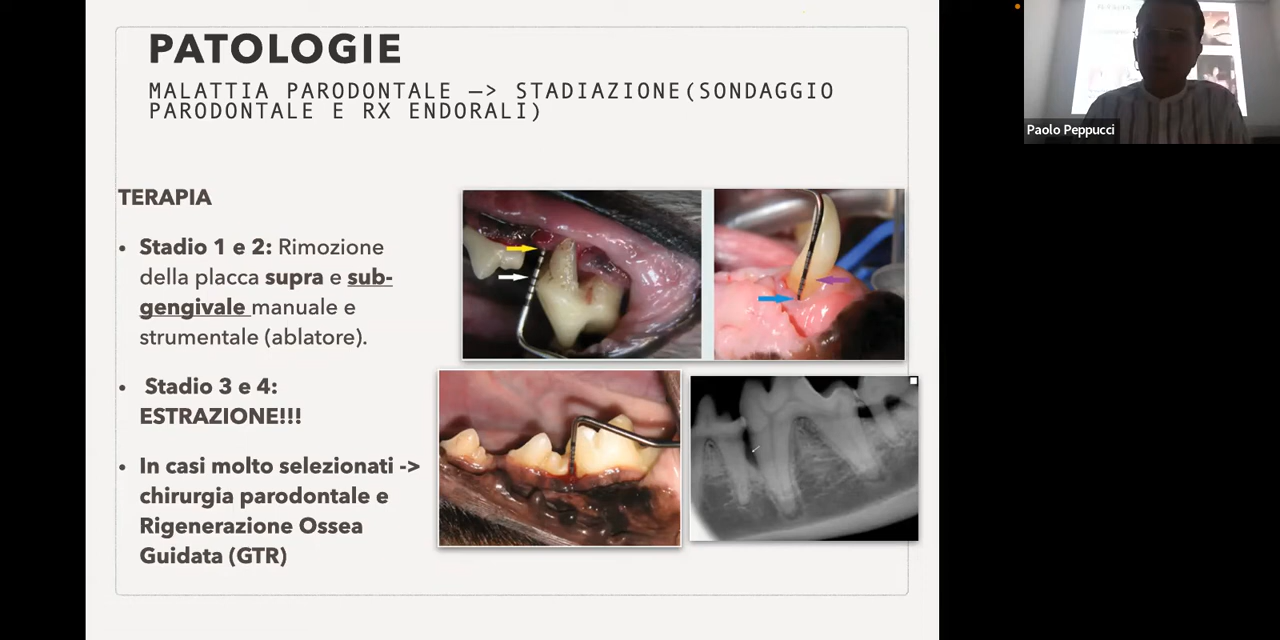 PATOLOGIE
MALATTIA PARODONTALE —> STADIAZIONE(SONDAGGIO
PARODONTALE E RX ENDORALI)
TERAPIA
• Stadio 1 e 2: Rimozione
della placca supra e sub-
gengivale manuale e
strumentale (ablatore).
• Stadio 3 e 4:
ESTRAZIONE!!!
• In casi molto selezionati ->
chirurgia parodontale e
Rigenerazione Ossea
Guidata (GTR)
Paolo Peppucci